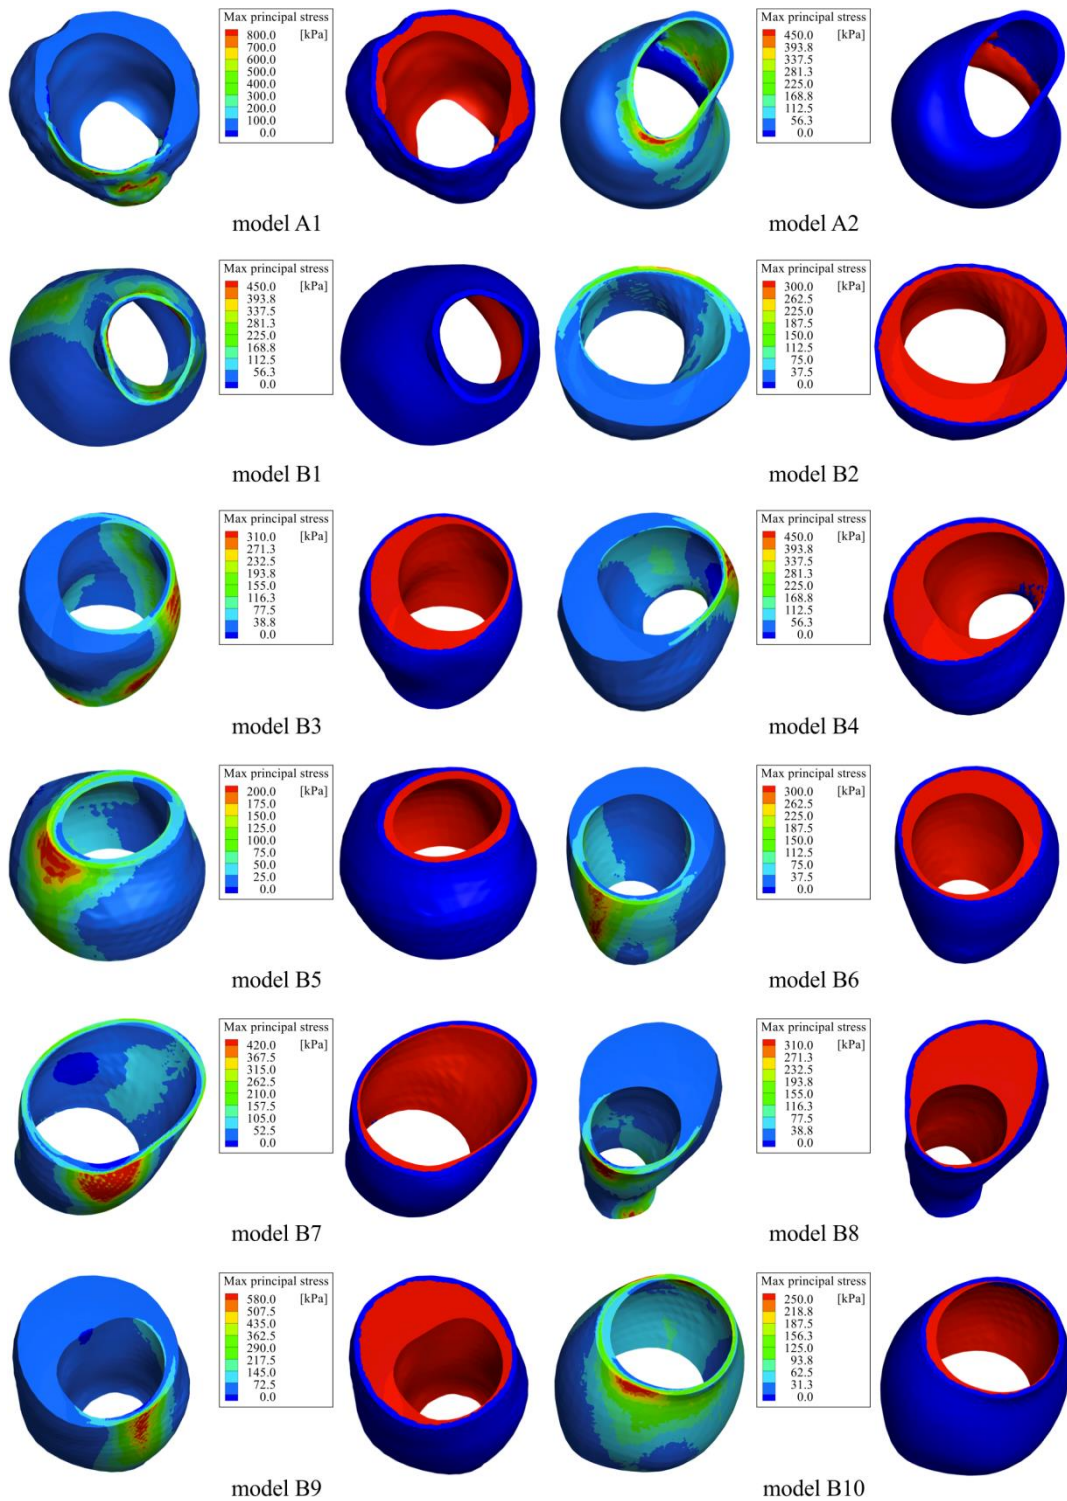 Max principal stress
800.0 [kPa]
700.0
600.0
500.0
400.0
300.0
200.0
100.0
0.0
model A1
Max principal stress
450.0 [kPa]
393.8
337.5
281.3
225.0
168.8
112.5
56.3
0.0
model A2
Max principal stress
450.0 [kPa]
393.8
337.5
281.3
225.0
168.8
112.5
56.3
0.0
model B1
Max principal stress
300.0 [kPa]
262.5
225.0
187.5
150.0
112.5
75.0
37.5
0.0
model B2
Max principal stress
310.0 [kPa]
271.3
232.5
193.8
155.0
116.3
77.5
38.8
0.0
model B3
Max principal stress
450.0 [kPa]
393.8
337.5
281.3
225.0
168.8
112.5
56.3
0.0
model B4
Max principal stress
200.0 [kPa]
175.0
150.0
125.0
100.0
75.0
50.0
25.0
0.0
model B5
Max principal stress
300.0 [kPa]
262.5
225.0
187.5
150.0
112.5
75.0
37.5
0.0
model B6
Max principal stress
420.0 [kPa]
367.5
315.0
262.5
210.0
157.5
105.0
52.5
0.0
model B7
Max principal stress
310.0 [kPa]
271.3
232.5
193.8
155.0
116.3
77.5
38.8
0.0
model B8
Max principal stress
580.0 [kPa]
507.5
435.0
362.5
290.0
217.5
145.0
72.5
0.0
model B9
Max principal stress
250.0 [kPa]
218.8
187.5
156.3
125.0
93.8
62.5
31.3
0.0
model B10